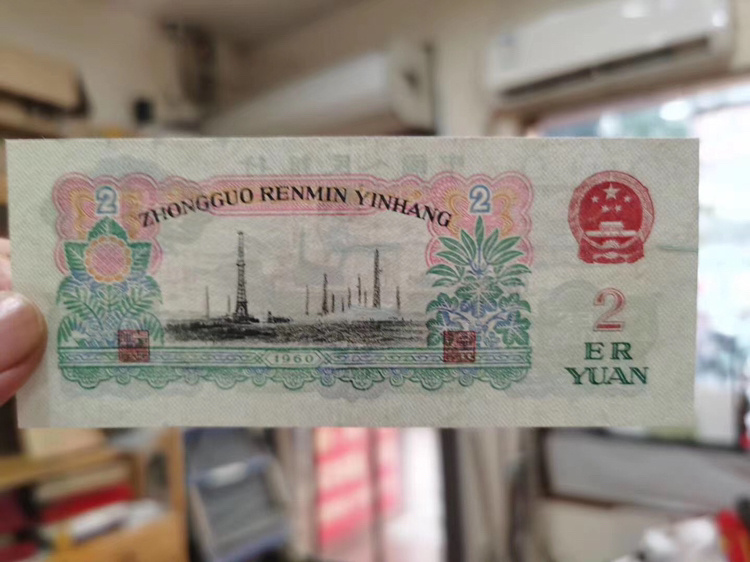 2
2
ZHONGGUO RENMIN YINHANG
1960
2
ER
YUAN